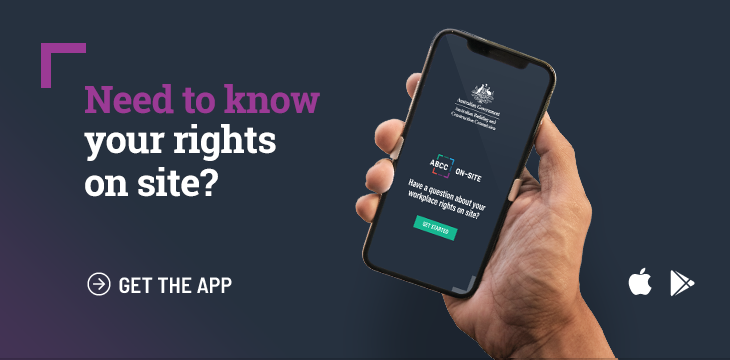 Need to know
your rights
on site?
GET THE APP
Australian Government
Australian Building and
Construction Commission
ABCC ON-SITE
Have a question about your
workplace rights on site?
GET STARTED